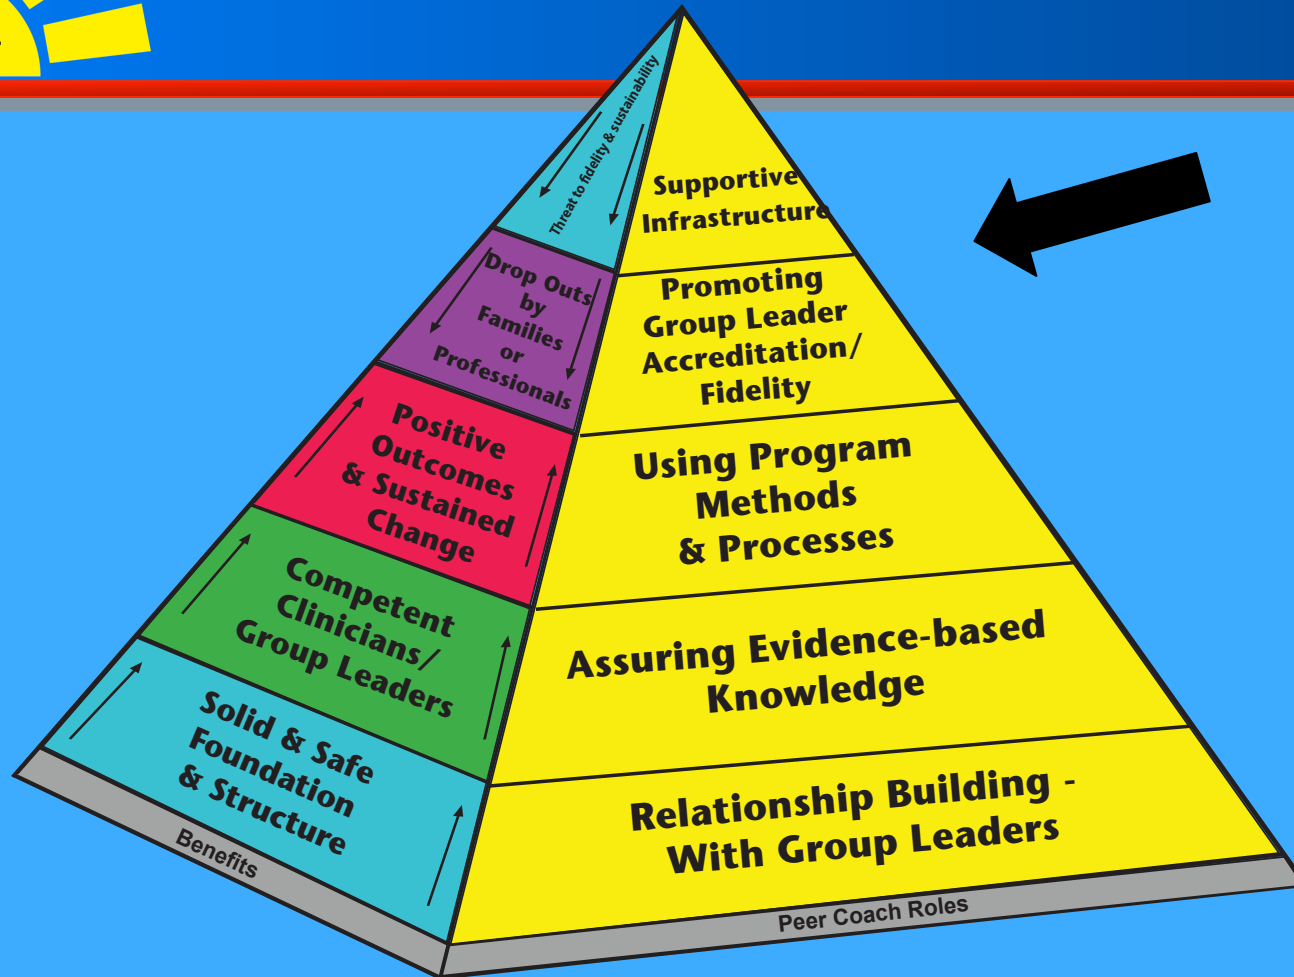 Threat to fidelity & sustainability
Drop Outs
by
Families
or
Professionals
Positive
Outcomes
& Sustained
Change
Competent
Clinicians/
Group Leaders
Solid & Safe
Foundation
& Structure
Benefits
Supportive
Infrastructure
Promoting
Group Leader
Accreditation/
Fidelity
Using Program
Methods
& Processes
Assuring Evidence-based
Knowledge
Relationship Building -
With Group Leaders
Peer Coach Roles